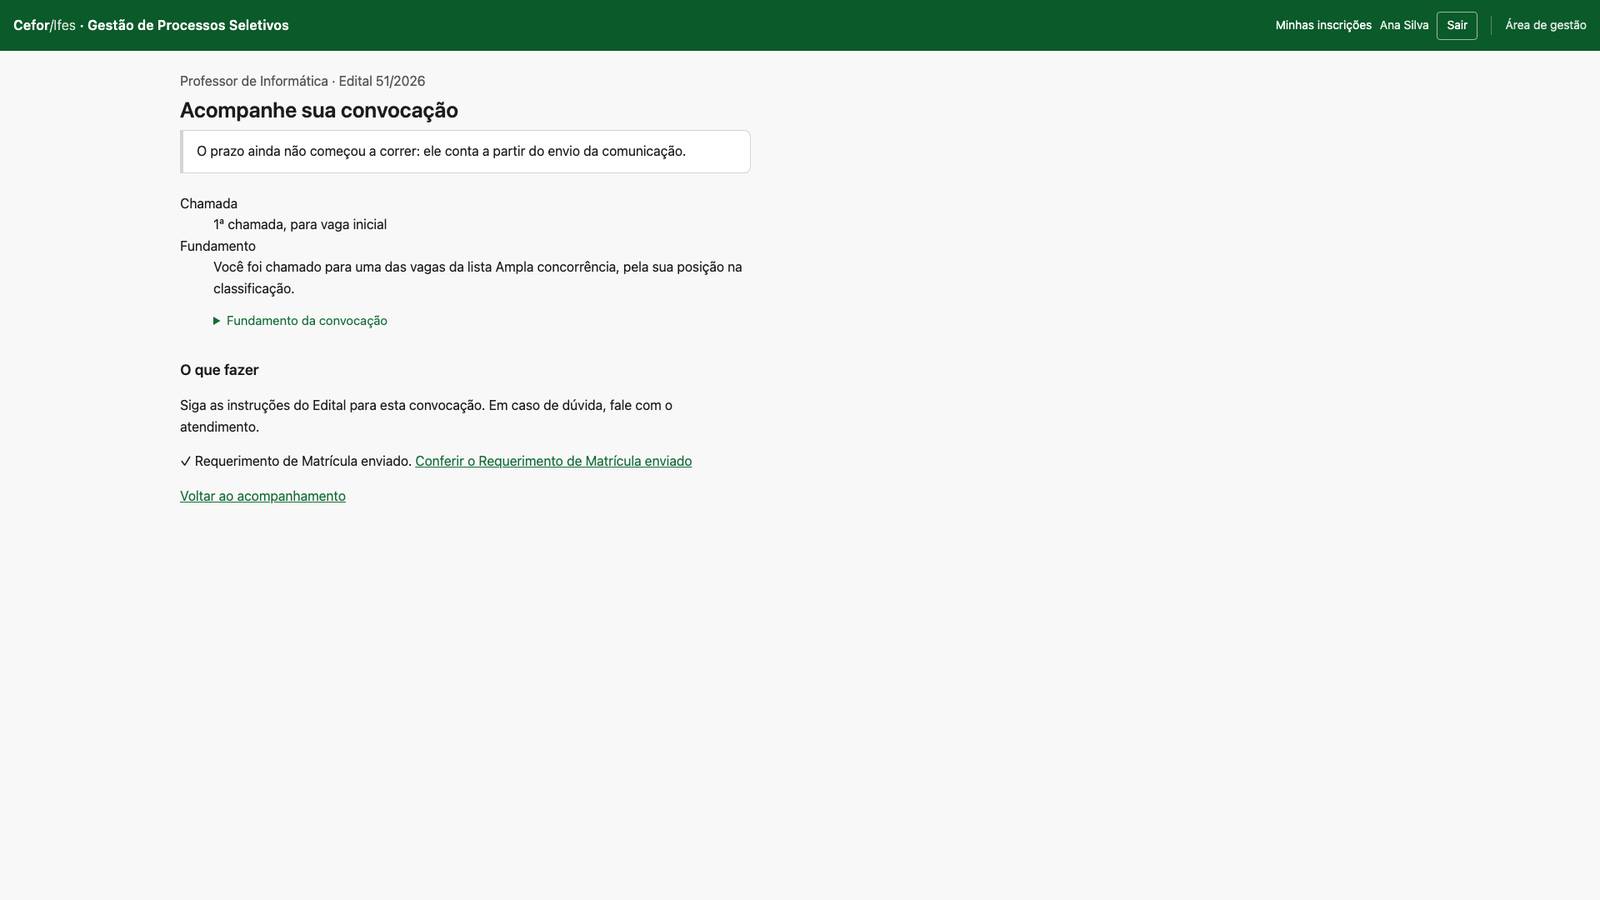 Cefor/Ifes · Gestão de Processos Seletivos
Minhas inscrições Ana Silva Sair Área de gestão
Professor de Informática · Edital 51/2026
Acompanhe sua convocação
O prazo ainda não começou a correr: ele conta a partir do envio da comunicação.
Chamada
1ª chamada, para vaga inicial
Fundamento
Você foi chamado para uma das vagas da lista Ampla concorrência, pela sua posição na
classificação.
▶ Fundamento da convocação
O que fazer
Siga as instruções do Edital para esta convocação. Em caso de dúvida, fale com o
atendimento.
✓ Requerimento de Matrícula enviado. Conferir o Requerimento de Matrícula enviado
Voltar ao acompanhamento